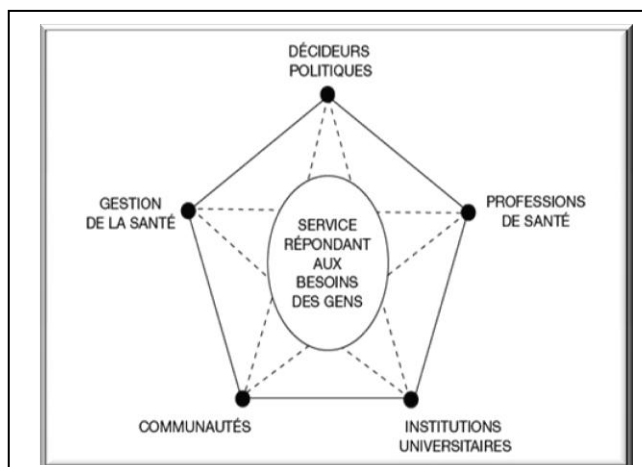 DÉCIDEURS
POLITIQUES
GESTION
DE LA SANTÉ
PROFESSIONS
DE SANTÉ
SERVICE
RÉPONDANT
AUX
BESOINS
DES GENS
COMMUNAUTÉS
INSTITUTIONS
UNIVERSITAIRES